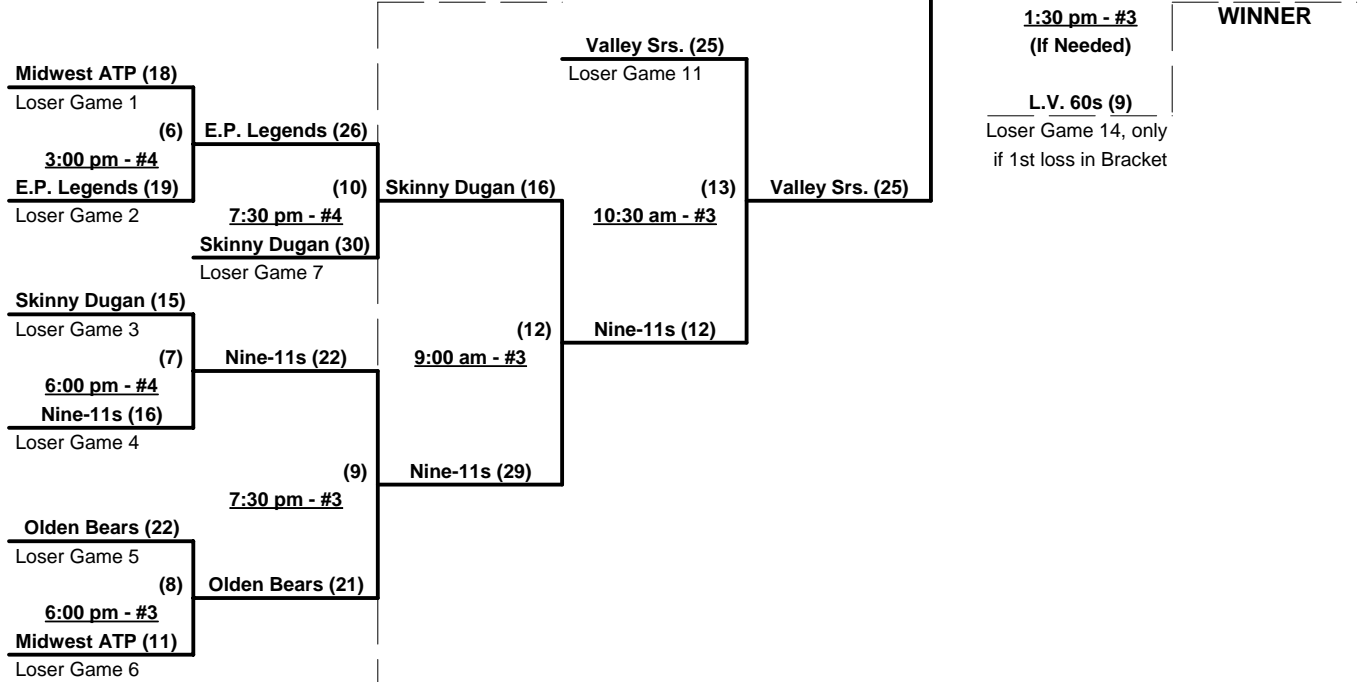 1:30 pm - #3
WINNER
(If Needed)
Valley Srs. (25)
Loser Game 11
Midwest ATP (18)
Loser Game 1
L.V. 60s (9)
Loser Game 14, only
if 1st loss in Bracket
(6)
E.P. Legends (26)
3:00 pm - #4
E.P. Legends (19)
Loser Game 2
(10)
Skinny Dugan (16)
7:30 pm - #4
(13)
Valley Srs. (25)
10:30 am - #3
Skinny Dugan (30)
Loser Game 7
Skinny Dugan (15)
Loser Game 3
(12)
Nine-11s (12)
9:00 am - #3
(7)
Nine-11s (22)
6:00 pm - #4
Nine-11s (16)
Loser Game 4
(9)
Nine-11s (29)
7:30 pm - #3
Olden Bears (22)
Loser Game 5
(8)
Olden Bears (21)
6:00 pm - #3
Midwest ATP (11)
Loser Game 6